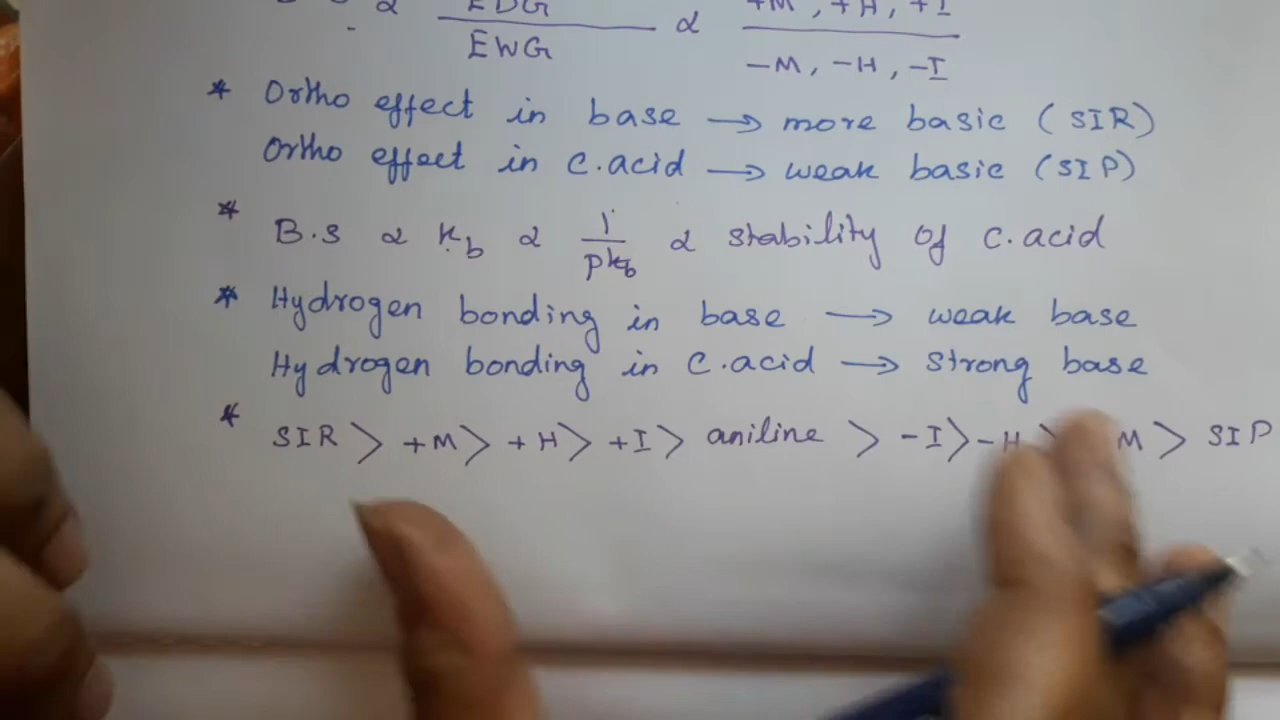 ∝ EDG / EWG ∝ +M, +H, +I / -M, -H, -I
* Ortho effect in base → more basic (SIR)
Ortho effect in c.acid → weak basic (SIP)
* B.S ∝ Kb ∝ 1/pkb ∝ stability of c.acid
* Hydrogen bonding in base → weak base
Hydrogen bonding in c.acid → strong base
* SIR > +M > +H > +I > aniline > -I > -H > M > SIP